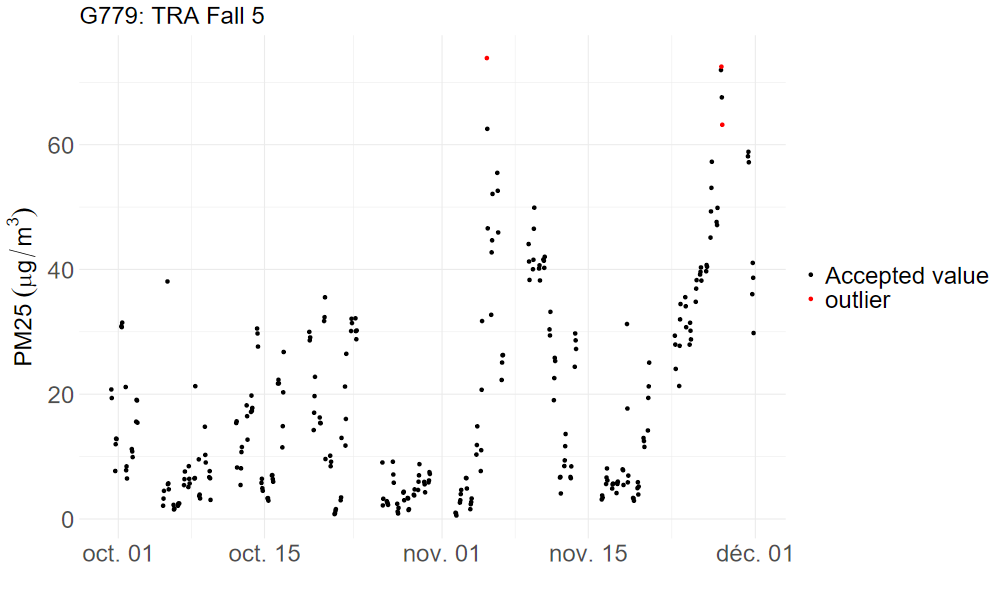 G779: TRA Fall 5
PM25 (μg/m³)
60
40
20
0
oct. 01 oct. 15 nov. 01 nov. 15 déc. 01
Accepted value
outlier